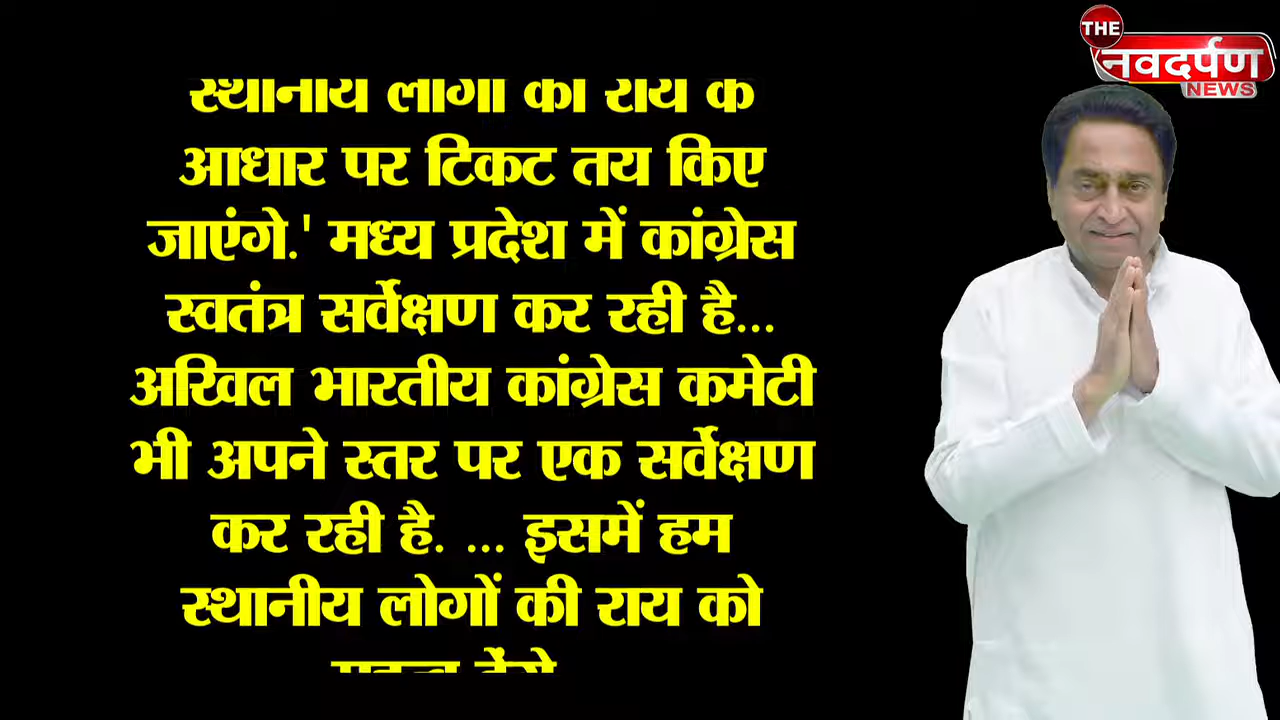 THE
नवदर्पण
NEWS
स्थानीय लोगों की राय के
आधार पर टिकट तय किए
जाएंगे.' मध्य प्रदेश में कांग्रेस
स्वतंत्र सर्वेक्षण कर रही है...
अखिल भारतीय कांग्रेस कमेटी
भी अपने स्तर पर एक सर्वेक्षण
कर रही है. ... इसमें हम
स्थानीय लोगों की राय को